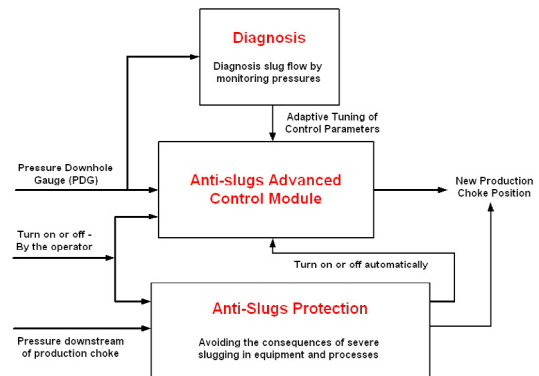 Diagnosis
Diagnosis slug flow by
monitoring pressures
Adaptive Tuning of
Control Parameters
Pressure Downhole
Gauge (PDG)
Anti-slugs Advanced
Control Module
New Production
Choke Position
Turn on or off -
By the operator
Turn on or off automatically
Anti-Slugs Protection
Pressure downstream
of production choke
Avoiding the consequences of severe
slugging in equipment and processes